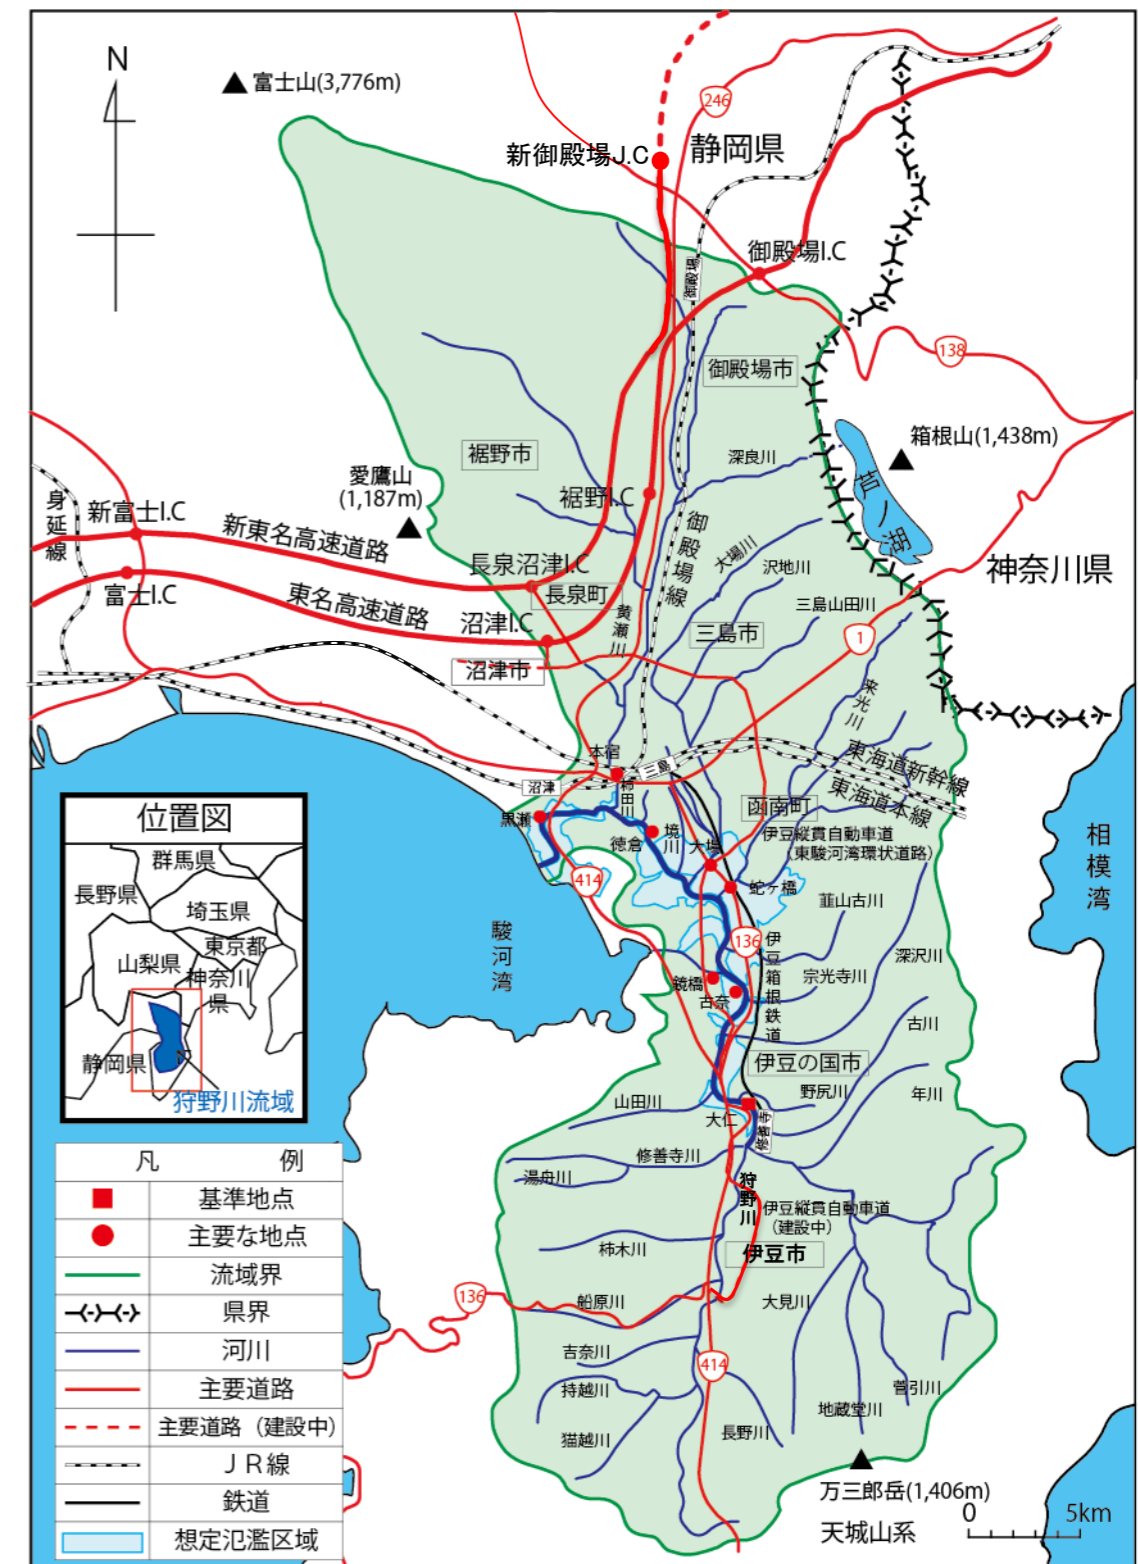 N
富士山(3,776m)
246
新御殿場J.C
静岡県
御殿場I.C
御殿場
138
御殿場市
箱根山(1,438m)
裾野市
深良川
愛鷹山
(1,187m)
裾野I.C
芦ノ湖
身延線
新富士I.C
新東名高速道路
御殿場線
大場川
長泉沼津I.C
沢地川
神奈川県
富士I.C
東名高速道路
長泉町
三島山田川
黄瀬川
沼津I.C
三島市
1
沼津市
来光川
本宿
三島
東海道新幹線
沼津
柿田川
東海道本線
函南町
位置図
黒瀬
徳倉
境川
大場
伊豆縦貫自動車道
(東駿河湾環状道路)
相模湾
群馬県
長野県
埼玉県
東京都
山梨県
神奈川県
静岡県
狩野川流域
414
蛇ヶ橋
韮山古川
駿河湾
136
伊豆箱根鉄道
深沢川
鏡橋
古奈
宗光寺川
古川
伊豆の国市
野尻川
年川
山田川
大仁
修善寺
修善寺川
湯舟川
狩野川
伊豆縦貫自動車道
(建設中)
柿木川
伊豆市
136
船原川
大見川
吉奈川
414
持越川
菅引川
地蔵堂川
猫越川
長野川
万三郎岳(1,406m)
天城山系
0 5km
凡 例
基準地点
主要な地点
流域界
県界
河川
主要道路
主要道路（建設中）
ＪＲ線
鉄道
想定氾濫区域